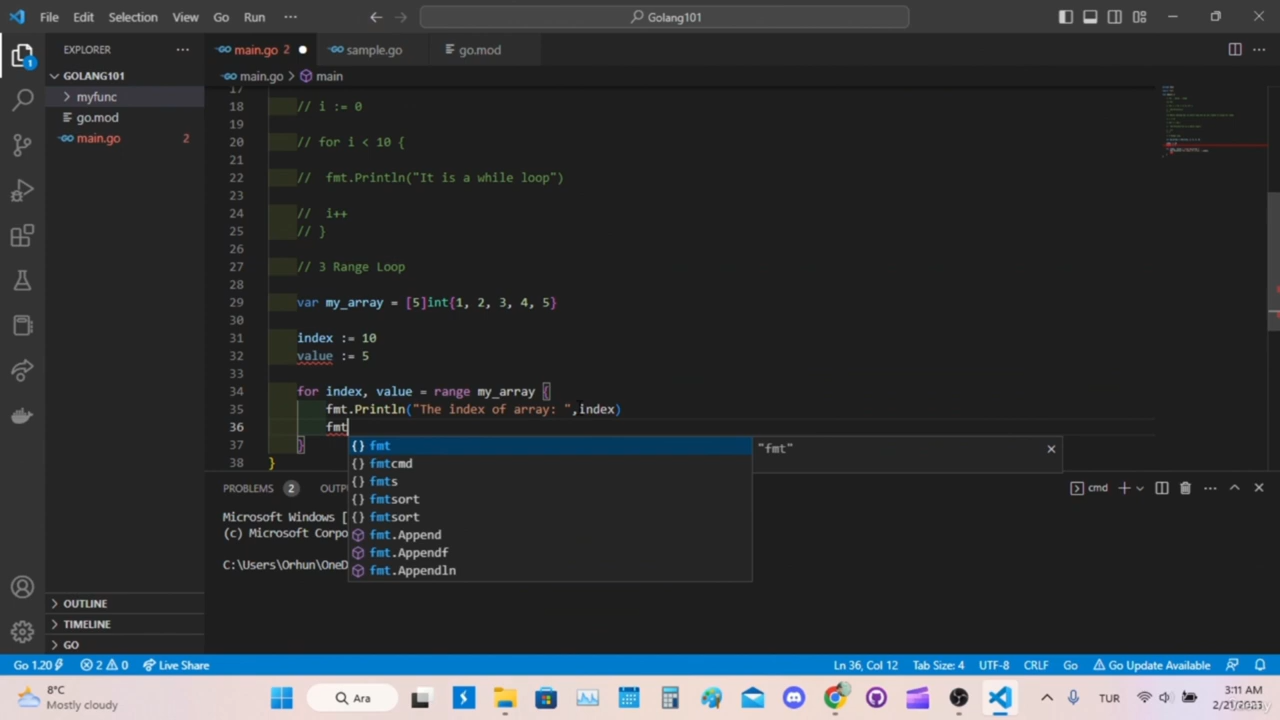 File Edit Selection View Go Run ··· Golang101
EXPLORER ··· main.go 2 sample.go go.mod
GOLANG101 main.go > main
myfunc
go.mod
main.go 2
17
18 // i := 0
19
20 // for i < 10 {
21
22 // fmt.Println("It is a while loop")
23
24 // i++
25 // }
26
27 // 3 Range Loop
28
29 var my_array = [5]int{1, 2, 3, 4, 5}
30
31 index := 10
32 value := 5
33
34 for index, value = range my_array {
35 fmt.Println("The index of array: ",index)
36 fmt
37 }
38 }
fmt "fmt"
fmtcmd
fmts
fmtsort
fmtsort
fmt.Append
fmt.Appendf
fmt.Appendln
PROBLEMS 2 OUTP cmd
Microsoft Windows [
(c) Microsoft Corpo
C:\Users\Orhun\OneD
OUTLINE
TIMELINE
GO
Go 1.20 2 0 Live Share Ln 36, Col 12 Tab Size: 4 UTF-8 CRLF Go Go Update Available
8°C
Mostly cloudy
Ara
TUR
3:11 AM
2/21/2023